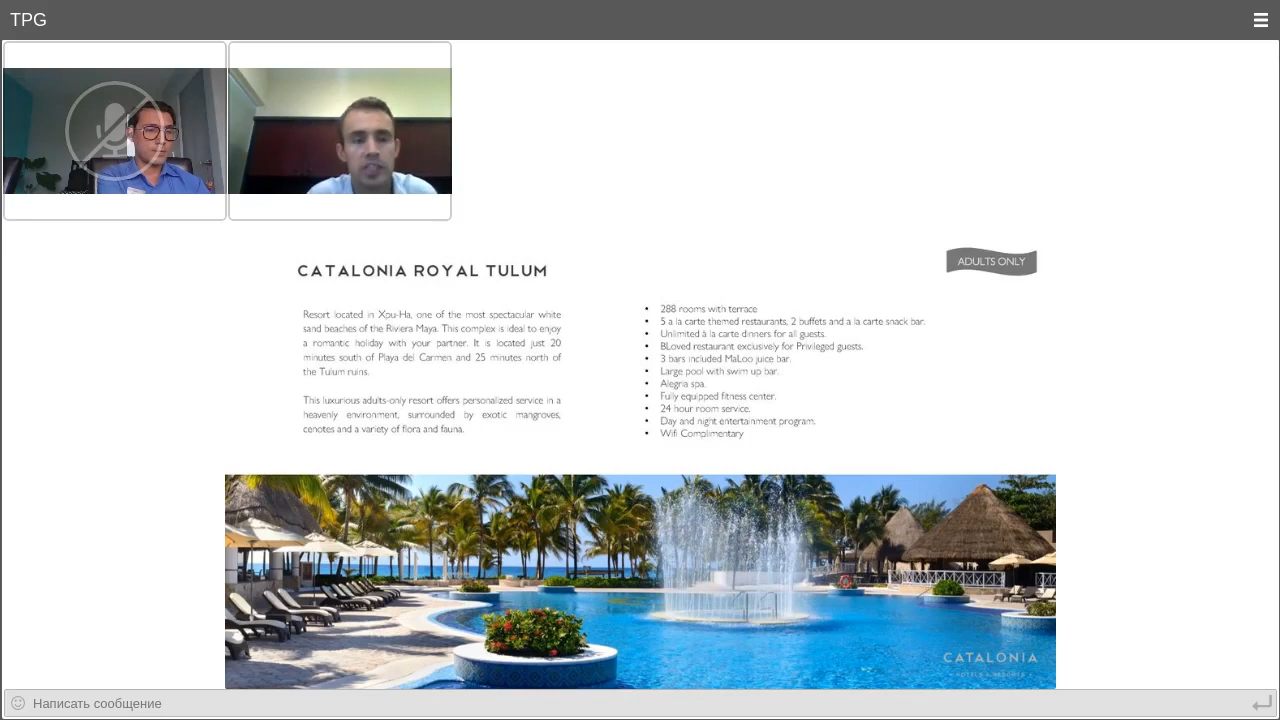 TPG
CATALONIA ROYAL TULUM
ADULTS ONLY
Resort located in Xpu-Ha, one of the most spectacular white
sand beaches of the Riviera Maya. This complex is ideal to enjoy
a romantic holiday with your partner. It is located just 20
minutes south of Playa del Carmen and 25 minutes north of
the Tulum ruins.
This luxurious adults-only resort offers personalized service in a
heavenly environment, surrounded by exotic mangroves,
cenotes and a variety of flora and fauna.
• 288 rooms with terrace
• 5 a la carte themed restaurants, 2 buffets and a la carte snack bar.
• Unlimited à la carte dinners for all guests.
• BLoved restaurant exclusively for Privileged guests.
• 3 bars included MaLoo juice bar.
• Large pool with swim up bar.
• Alegria spa.
• Fully equipped fitness center.
• 24 hour room service.
• Day and night entertainment program.
• Wifi Complimentary
CATALONIA
HOTELS & RESORTS
Написать сообщение